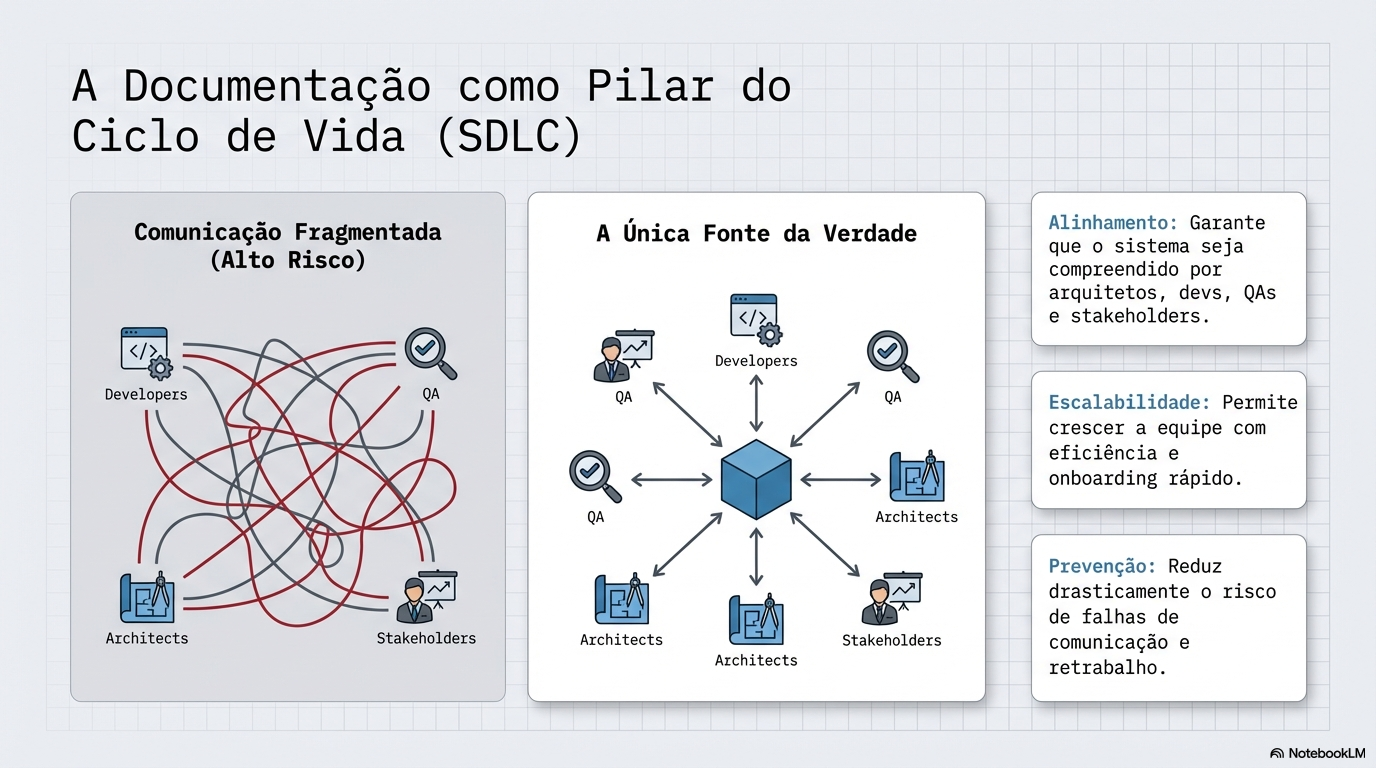 A Documentação como Pilar do
Ciclo de Vida (SDLC)
Comunicação Fragmentada
(Alto Risco)
Developers
QA
Architects
Stakeholders
A Única Fonte da Verdade
Developers
QA
QA
QA
Architects
Architects
Architects
Stakeholders
Alinhamento: Garante
que o sistema seja
compreendido por
arquitetos, devs, QAs
e stakeholders.
Escalabilidade: Permite
crescer a equipe com
eficiência e
onboarding rápido.
Prevenção: Reduz
drasticamente o risco
de falhas de
comunicação e
retrabalho.
NotebookLM